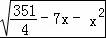 √(351/4 − 7x − x²)